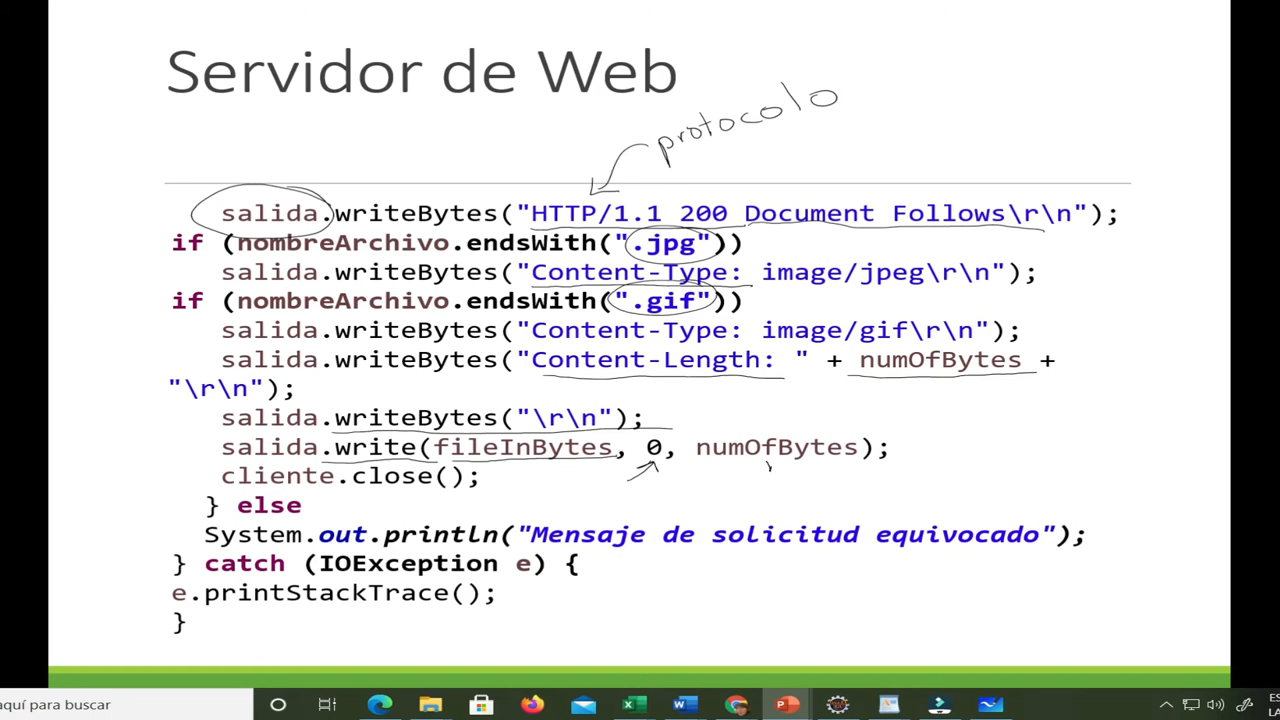 Servidor de Web
protocolo
salida.writeBytes("HTTP/1.1 200 Document Follows\r\n");
if (nombreArchivo.endsWith(".jpg"))
salida.writeBytes("Content-Type: image/jpeg\r\n");
if (nombreArchivo.endsWith(".gif"))
salida.writeBytes("Content-Type: image/gif\r\n");
salida.writeBytes("Content-Length: " + numOfBytes +
"\r\n");
salida.writeBytes("\r\n");
salida.write(fileInBytes, 0, numOfBytes);
cliente.close();
} else
System.out.println("Mensaje de solicitud equivocado");
} catch (IOException e) {
e.printStackTrace();
}
aquí para buscar
ES
LA